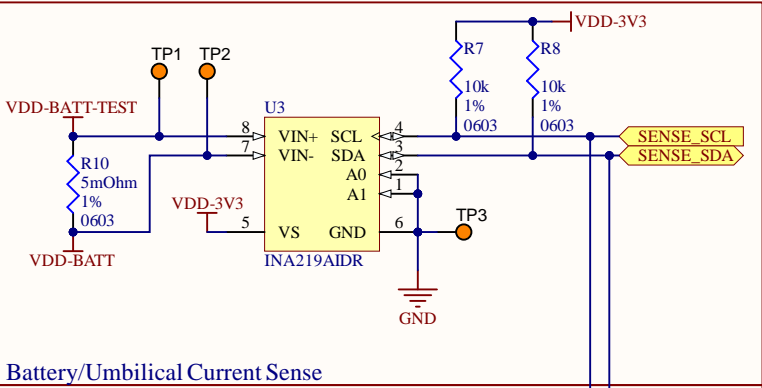 VDD-3V3
TP1
TP2
R7
R8
10k
10k
1%
1%
0603
0603
VDD-BATT-TEST
U3
8
VIN+
SCL
4
SENSE_SCL
7
VIN-
SDA
3
SENSE_SDA
R10
5mOhm
1%
0603
A0
2
A1
1
VDD-3V3
TP3
5
VS
GND
6
VDD-BATT
INA219AIDR
GND
Battery/Umbilical Current Sense